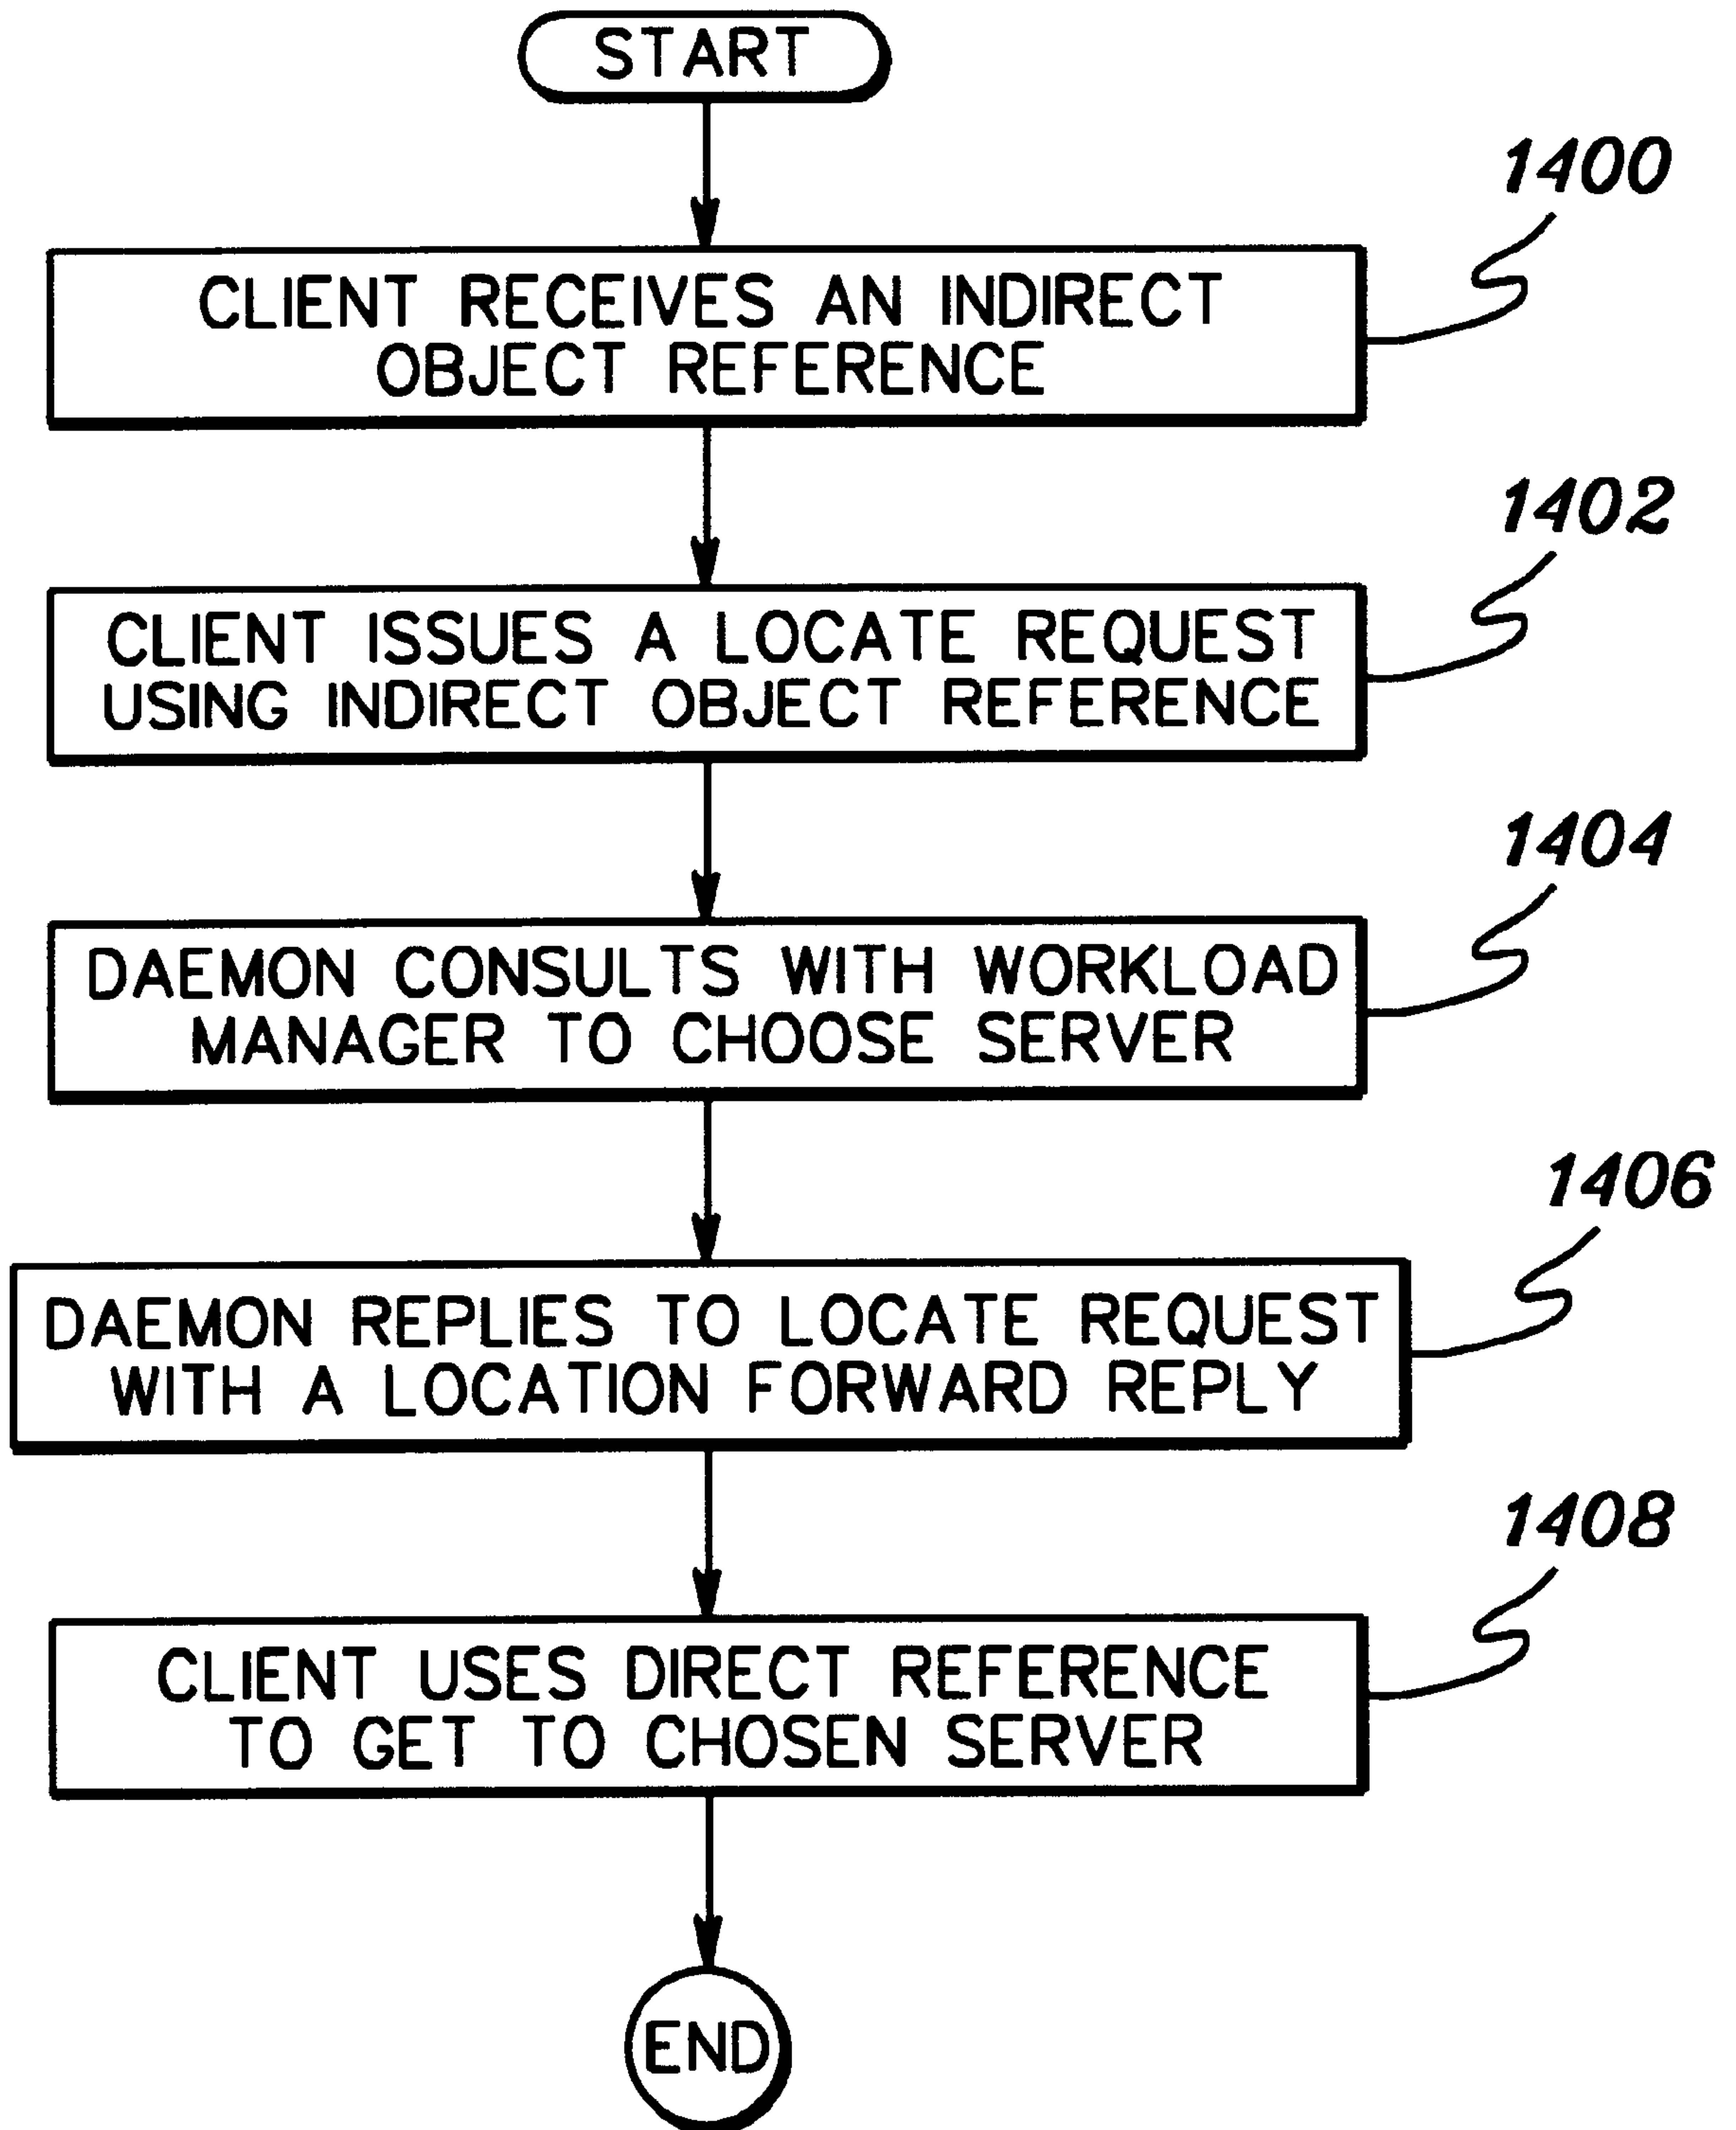 START
1400
CLIENT RECEIVES AN INDIRECT
OBJECT REFERENCE
1402
CLIENT ISSUES A LOCATE REQUEST
USING INDIRECT OBJECT REFERENCE
1404
DAEMON CONSULTS WITH WORKLOAD
MANAGER TO CHOOSE SERVER
1406
DAEMON REPLIES TO LOCATE REQUEST
WITH A LOCATION FORWARD REPLY
1408
CLIENT USES DIRECT REFERENCE
TO GET TO CHOSEN SERVER
END